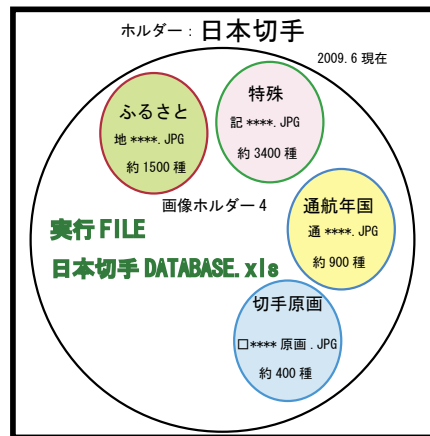 ホルダー：日本切手
2009.6 現在
特殊
記 ****.JPG
約 3400 種
ふるさと
地 ****.JPG
約 1500 種
画像ホルダー 4
通航年国
通 ****.JPG
約 900 種
実行 FILE
日本切手 DATABASE.xls
切手原画
□**** 原画 .JPG
約 400 種